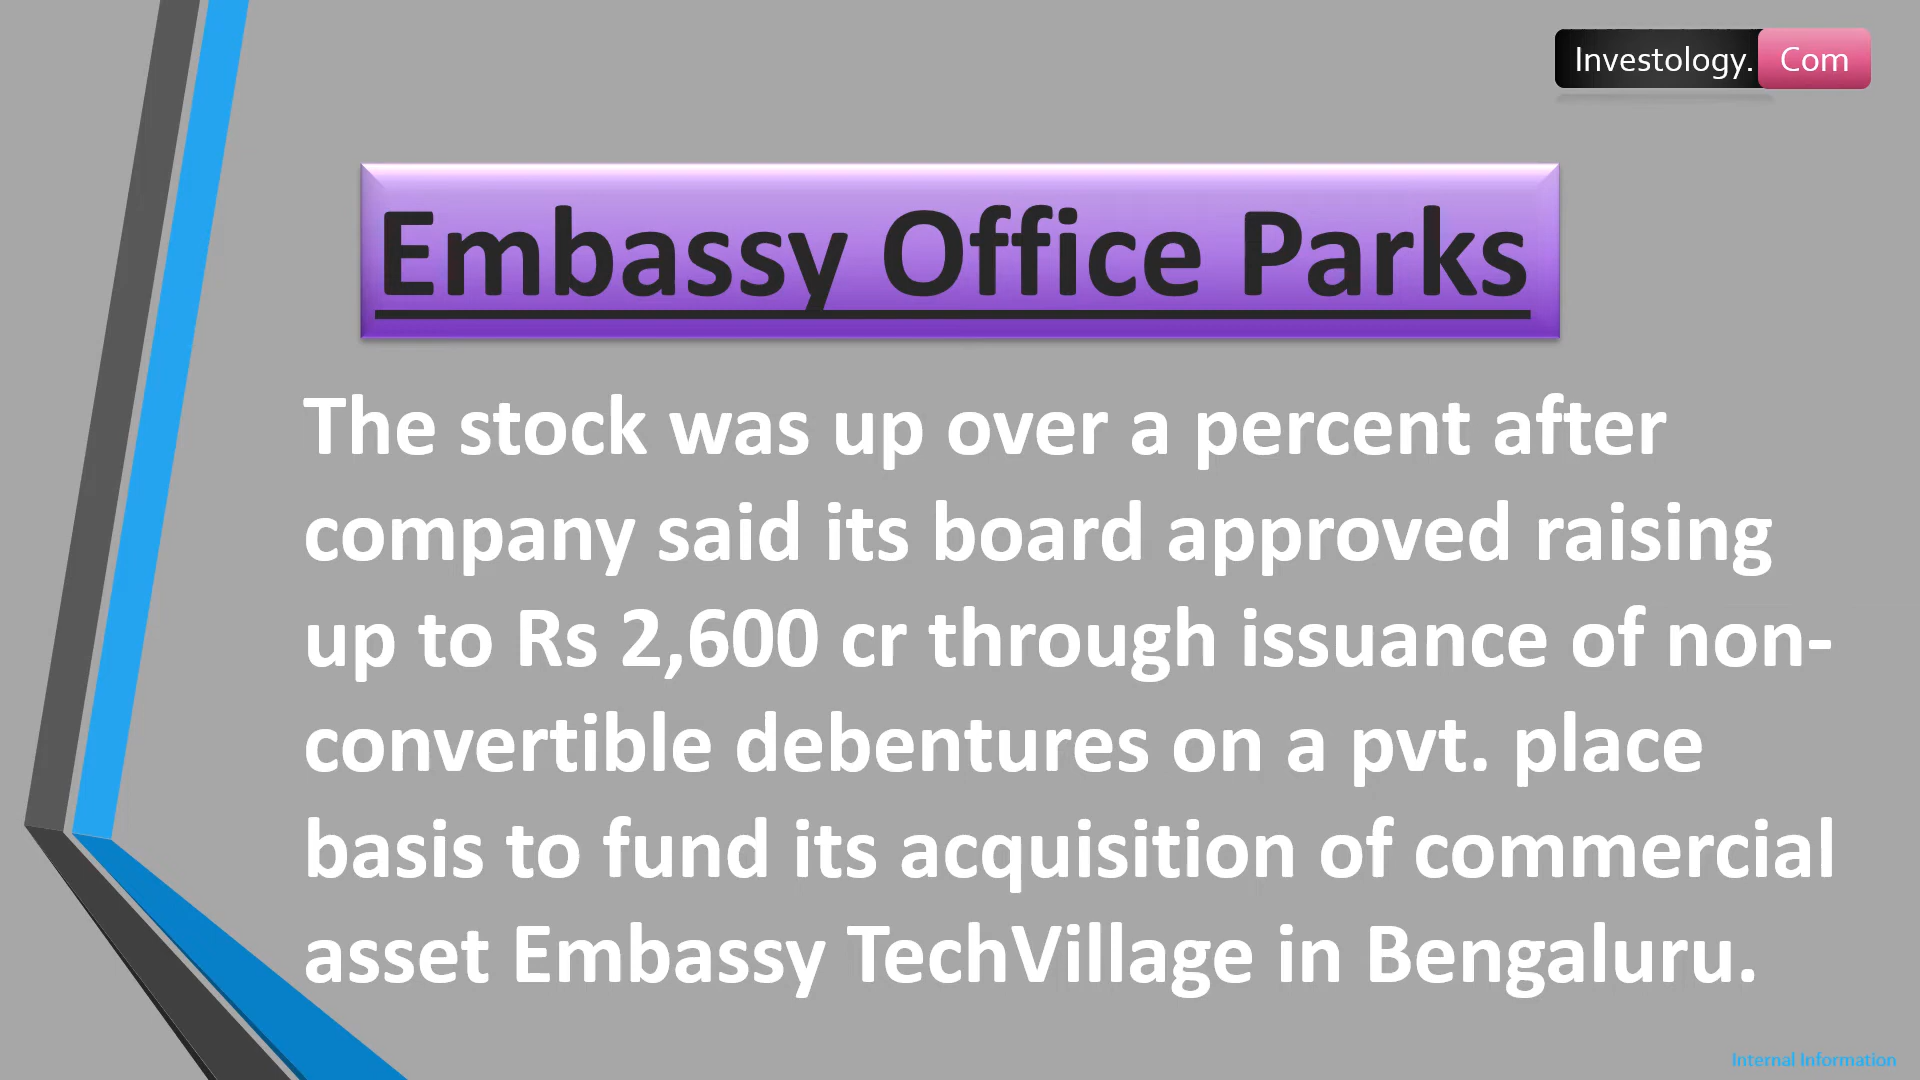 Investology. Com
Embassy Office Parks
The stock was up over a percent after
company said its board approved raising
up to Rs 2,600 cr through issuance of non-
convertible debentures on a pvt. place
basis to fund its acquisition of commercial
asset Embassy TechVillage in Bengaluru.
Internal Information